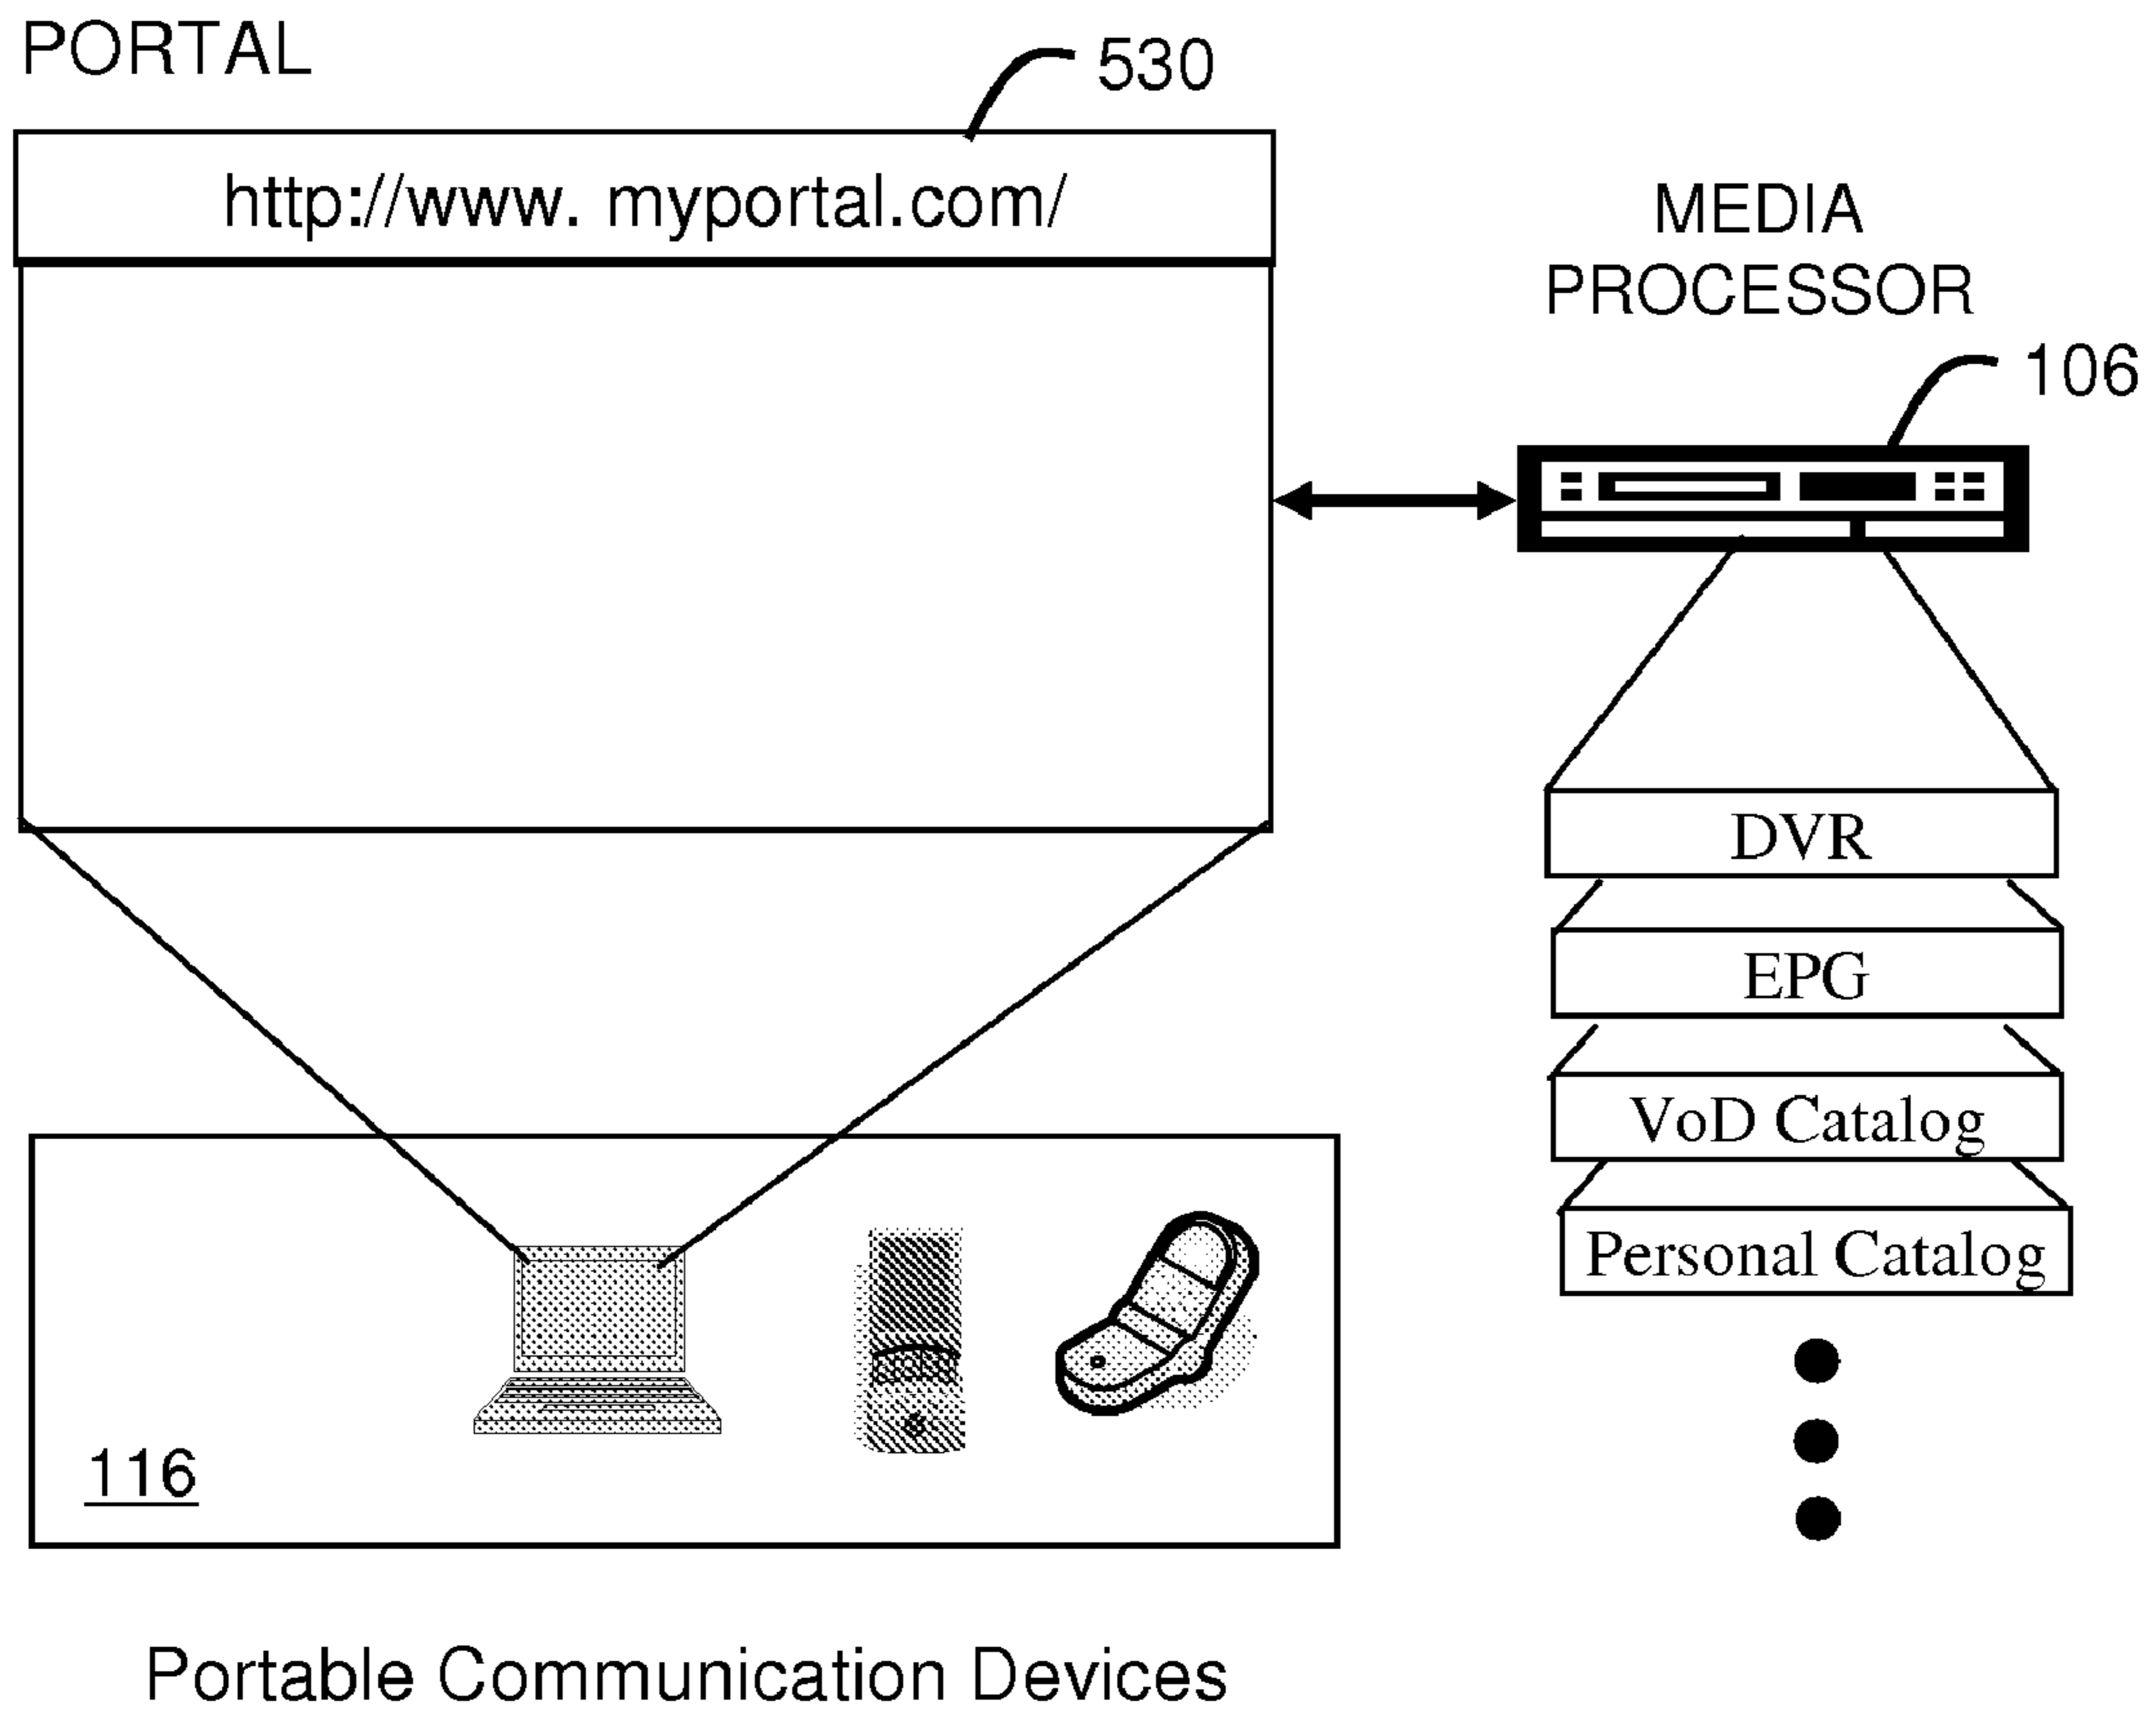 PORTAL
530
http://www. myportal.com/
MEDIA
PROCESSOR
106
DVR
EPG
VoD Catalog
Personal Catalog
116
Portable Communication Devices